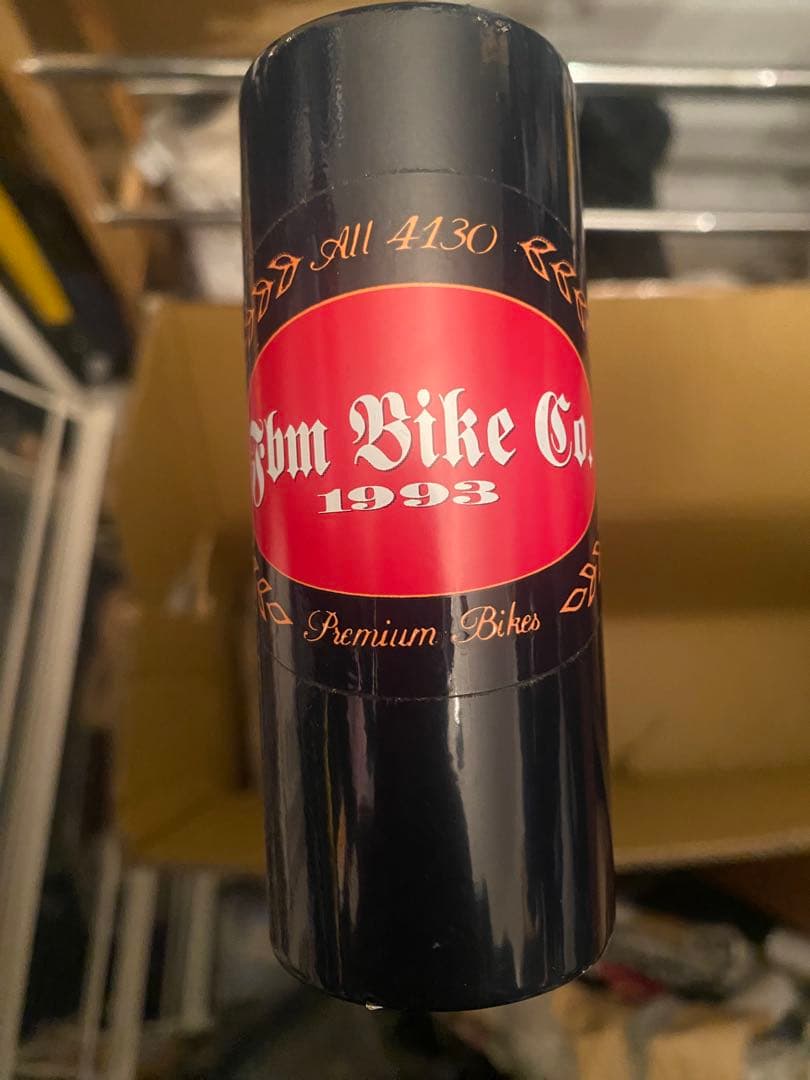 All 4130
Fbm Bike Co.
1993
Premium Bikes